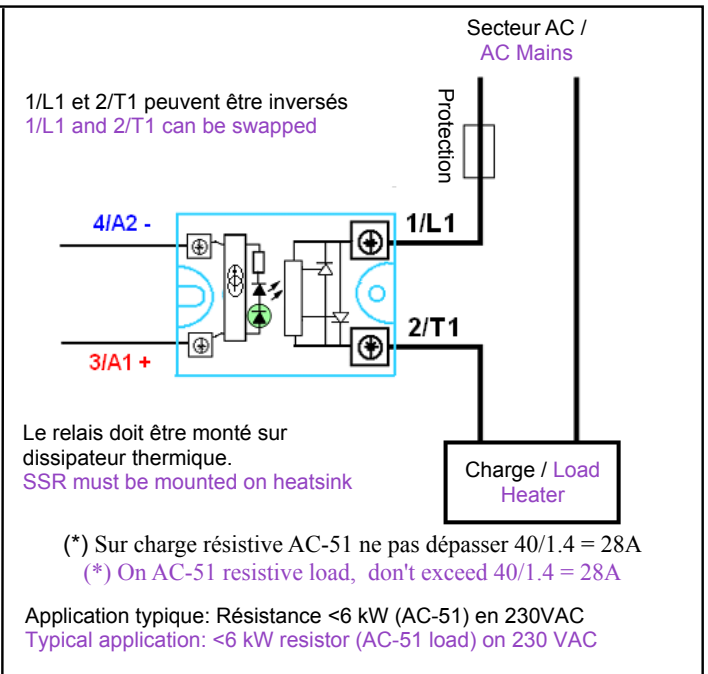 Secteur AC /
AC Mains
1/L1 et 2/T1 peuvent être inversés
1/L1 and 2/T1 can be swapped
Protection
4/A2 -
1/L1
2/T1
3/A1 +
Le relais doit être monté sur
dissipateur thermique.
SSR must be mounted on heatsink
Charge / Load
Heater
(*) Sur charge résistive AC-51 ne pas dépasser 40/1.4 = 28A
(*) On AC-51 resistive load, don't exceed 40/1.4 = 28A
Application typique: Résistance <6 kW (AC-51) en 230VAC
Typical application: <6 kW resistor (AC-51 load) on 230 VAC